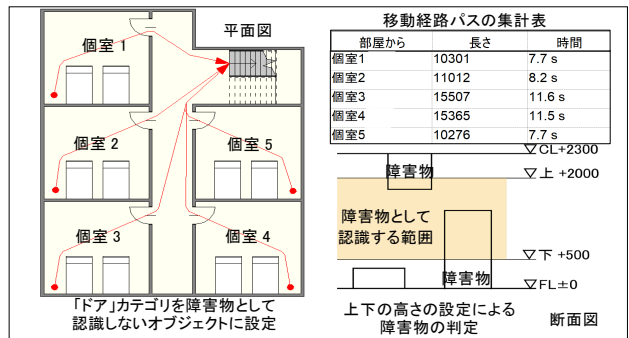 平面図
個室 1
個室 2
個室 5
個室 3
個室 4
「ドア」カテゴリを障害物として
認識しないオブジェクトに設定
移動経路パスの集計表
部屋から 長さ 時間
個室1 10301 7.7 s
個室2 11012 8.2 s
個室3 15507 11.6 s
個室4 15365 11.5 s
個室5 10276 7.7 s
▽CL+2300
障害物
▽上 +2000
障害物として
認識する範囲
▽下 +500
障害物
▽FL±0
上下の高さの設定による
障害物の判定
断面図